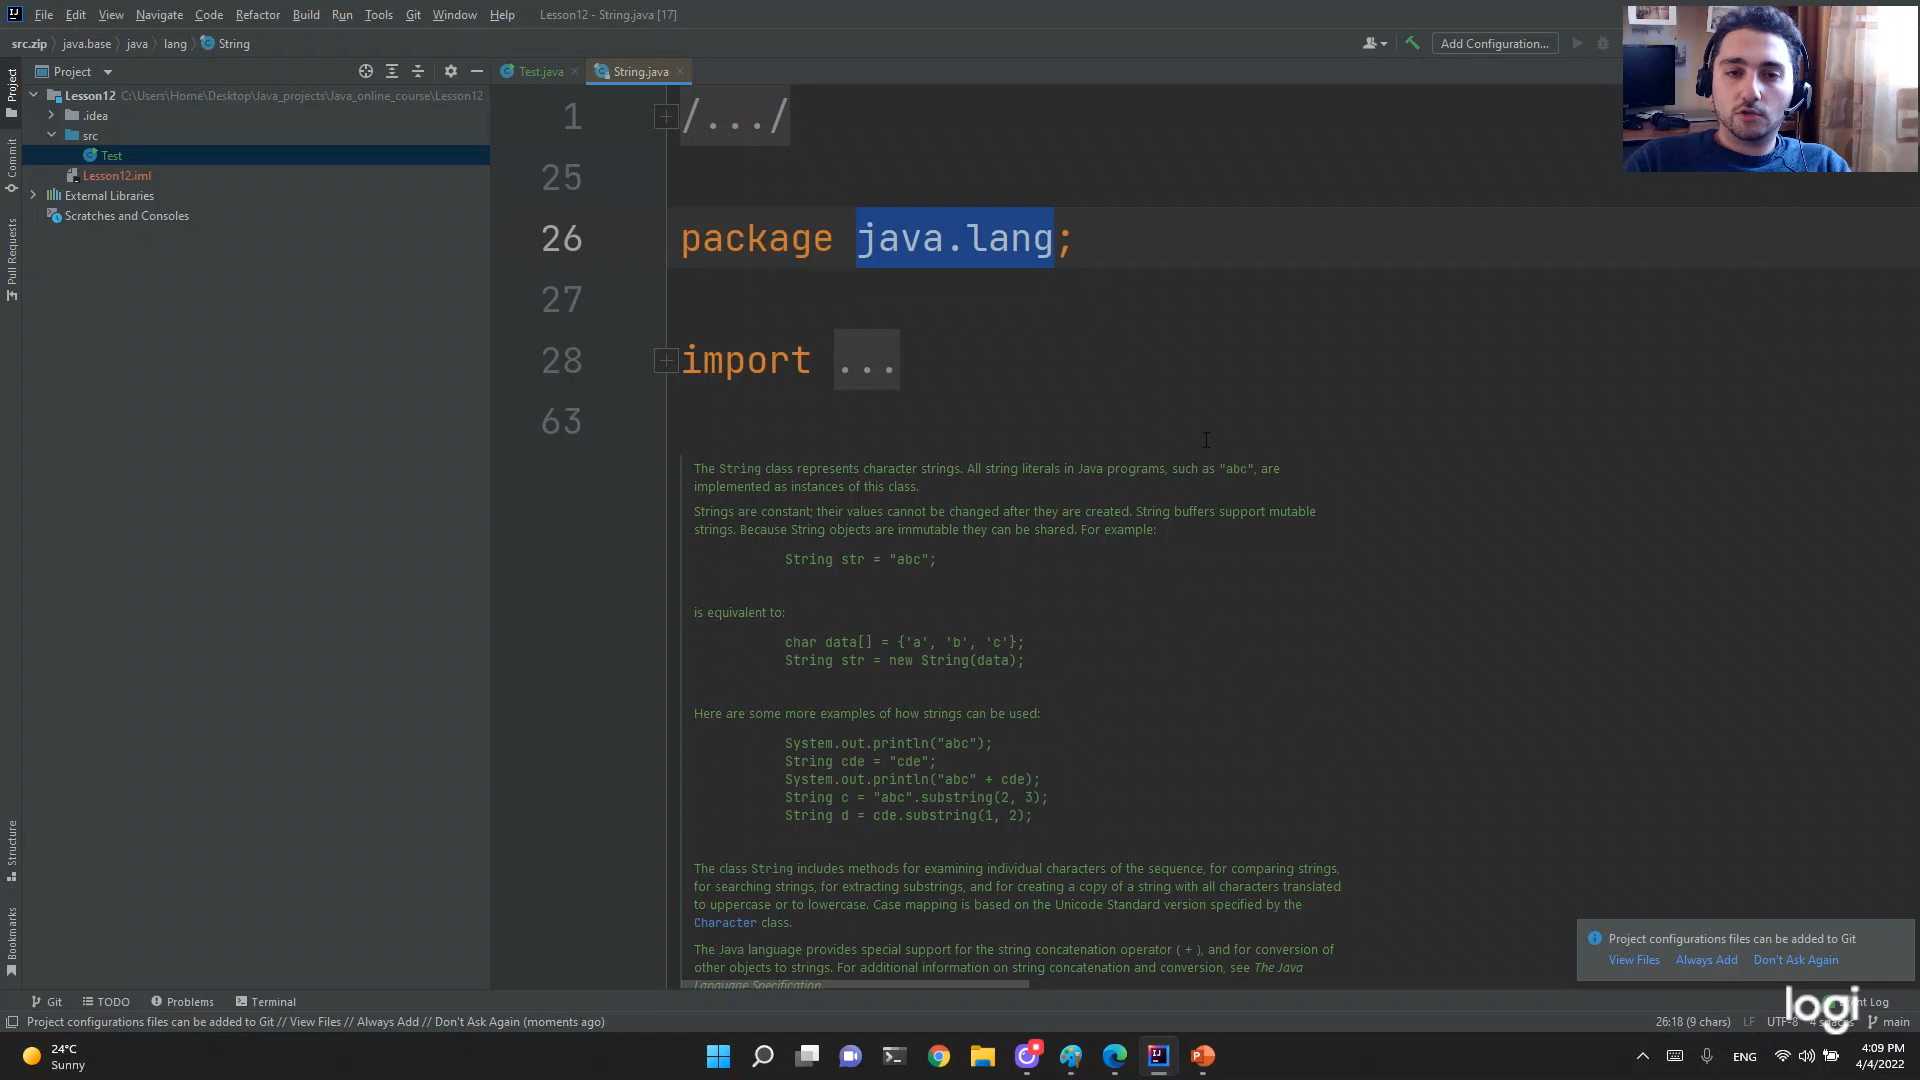 File Edit View Navigate Code Refactor Build Run Tools Git Window Help Lesson12 - String.java [17]
src.zip java.base java lang String
Add Configuration...
Project
Test.java
String.java
Lesson12 C:\Users\Home\Desktop\Java_projects\Java_online_course\Lesson12
.idea
src
Test
Lesson12.iml
External Libraries
Scratches and Consoles
Project
Commit
Pull Requests
Structure
Bookmarks
1 /.../
25
26 package java.lang;
27
28 import ...
63
The String class represents character strings. All string literals in Java programs, such as "abc", are
implemented as instances of this class.
Strings are constant; their values cannot be changed after they are created. String buffers support mutable
strings. Because String objects are immutable they can be shared. For example:
String str = "abc";
is equivalent to:
char data[] = {'a', 'b', 'c'};
String str = new String(data);
Here are some more examples of how strings can be used:
System.out.println("abc");
String cde = "cde";
System.out.println("abc" + cde);
String c = "abc".substring(2, 3);
String d = cde.substring(1, 2);
The class String includes methods for examining individual characters of the sequence, for comparing strings,
for searching strings, for extracting substrings, and for creating a copy of a string with all characters translated
to uppercase or to lowercase. Case mapping is based on the Unicode Standard version specified by the
Character class.
The Java language provides special support for the string concatenation operator ( + ), and for conversion of
other objects to strings. For additional information on string concatenation and conversion, see The Java
Language Specification.
Project configurations files can be added to Git
View Files Always Add Don't Ask Again
Git TODO Problems Terminal
Event Log
logi
Project configurations files can be added to Git // View Files // Always Add // Don't Ask Again (moments ago)
26:18 (9 chars) LF UTF-8 4 spaces main
24°C
Sunny
ENG
4:09 PM
4/4/2022